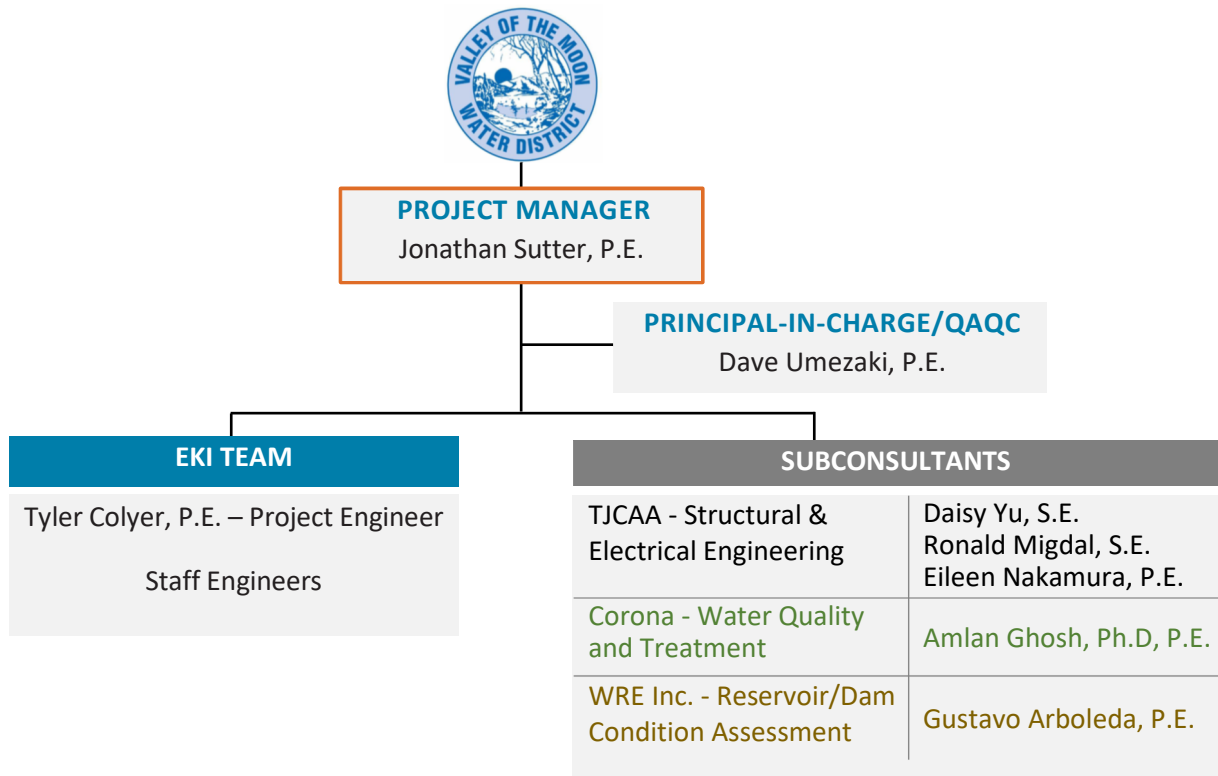 VALLEY OF THE MOON
WATER DISTRICT
PROJECT MANAGER
Jonathan Sutter, P.E.
PRINCIPAL-IN-CHARGE/QAQC
Dave Umezaki, P.E.
EKI TEAM
Tyler Colyer, P.E. – Project Engineer
Staff Engineers
SUBCONSULTANTS
TJCAA - Structural &
Electrical Engineering
Daisy Yu, S.E.
Ronald Migdal, S.E.
Eileen Nakamura, P.E.
Corona - Water Quality
and Treatment
Amlan Ghosh, Ph.D, P.E.
WRE Inc. - Reservoir/Dam
Condition Assessment
Gustavo Arboleda, P.E.